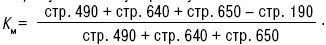 Kм = стр. 490 + стр. 640 + стр. 650 – стр. 190
стр. 490 + стр. 640 + стр. 650 .